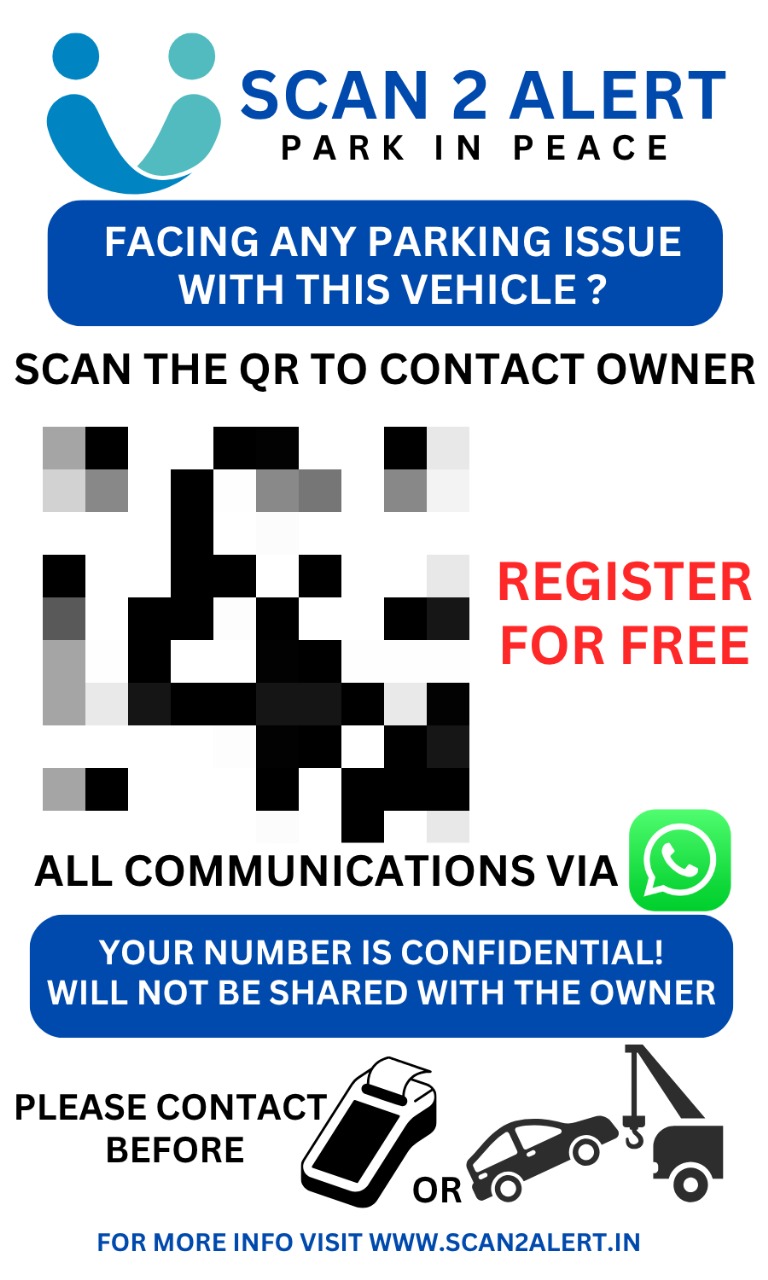 SCAN 2 ALERT
PARK IN PEACE
FACING ANY PARKING ISSUE
WITH THIS VEHICLE ?
SCAN THE QR TO CONTACT OWNER
REGISTER
FOR FREE
ALL COMMUNICATIONS VIA
YOUR NUMBER IS CONFIDENTIAL!
WILL NOT BE SHARED WITH THE OWNER
PLEASE CONTACT
BEFORE
OR
FOR MORE INFO VISIT WWW.SCAN2ALERT.IN